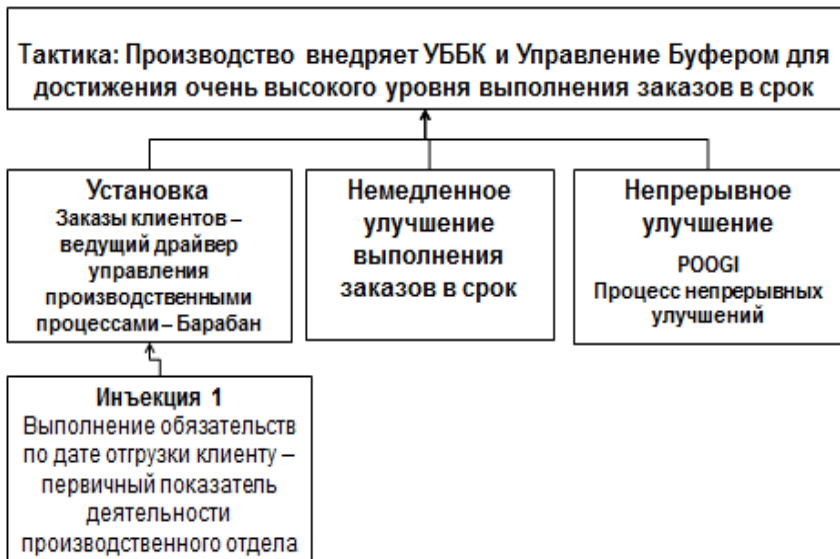 Тактика: Производство внедряет УББК и Управление Буфером для
достижения очень высокого уровня выполнения заказов в срок
Установка
Заказы клиентов –
ведущий драйвер
управления
производственными
процессами – Барабан
Немедленное
улучшение
выполнения
заказов в срок
Непрерывное
улучшение
POOGI
Процесс непрерывных
улучшений
Инъекция 1
Выполнение обязательств
по дате отгрузки клиенту –
первичный показатель
деятельности
производственного отдела